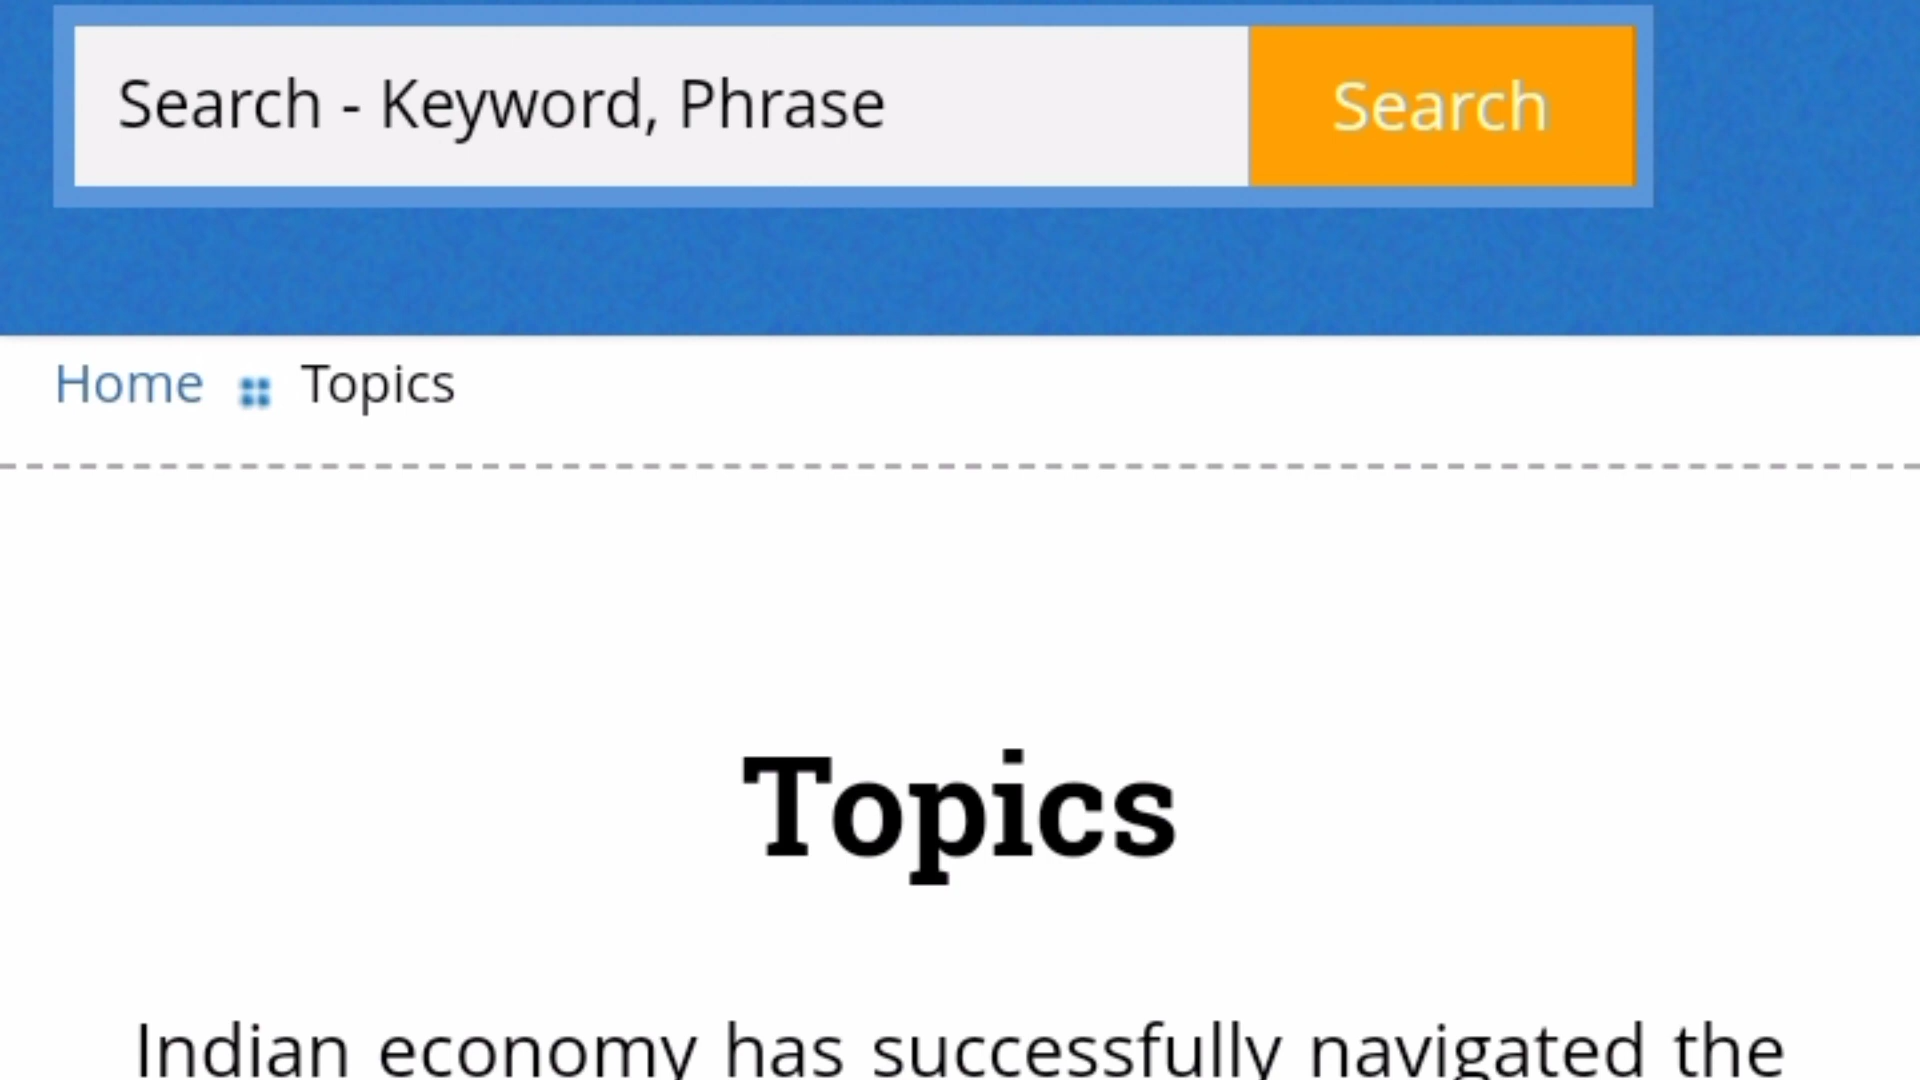 Search - Keyword, Phrase
Search
Home Topics
Topics
Indian economy has successfully navigated the